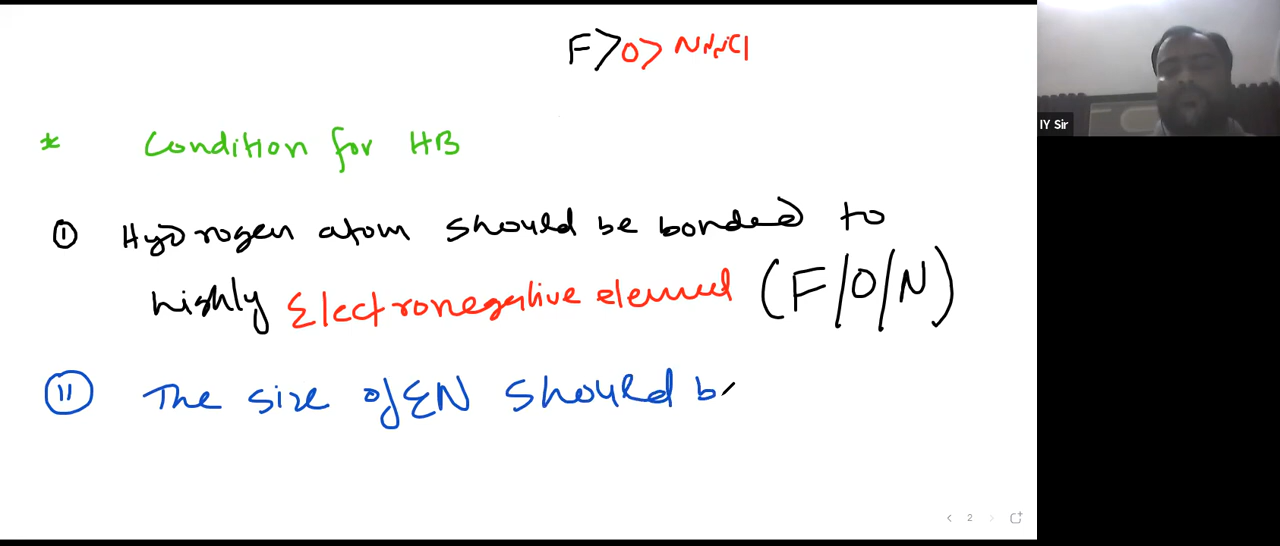 F>O> N~Cl
* Condition for HB
IY Sir
① Hydrogen atom should be bonded to
highly Electronegative element (F/O/N)
⑪ The size of EN should b
2